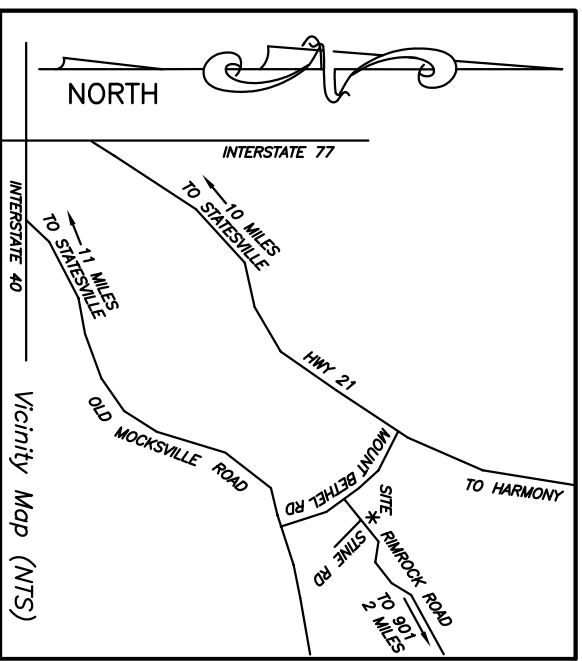 NORTH
INTERSTATE 77
10 MILES
TO STATESVILLE
11 MILES
TO STATESVILLE
INTERSTATE 40
HWY 21
OLD MOCKSVILLE ROAD
MOUNT BETHEL RD
TO HARMONY
SITE
*
RIMROCK ROAD
STINE RD
TO 901
2 MILES
Vicinity Map (NTS)